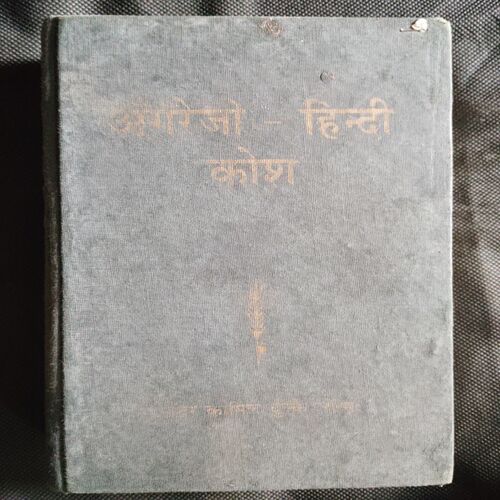 अंगरेजी – हिन्दी
कोश
कामिल बुल्के